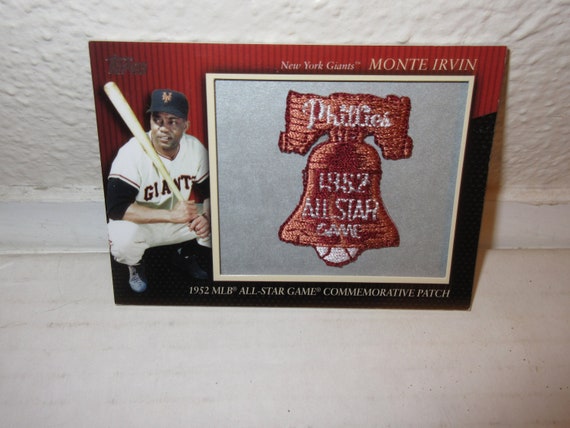 Topps
New York Giants™ MONTE IRVIN
GIANTS
Phillies
1952
ALL STAR
GAME
1952 MLB® ALL-STAR GAME® COMMEMORATIVE PATCH